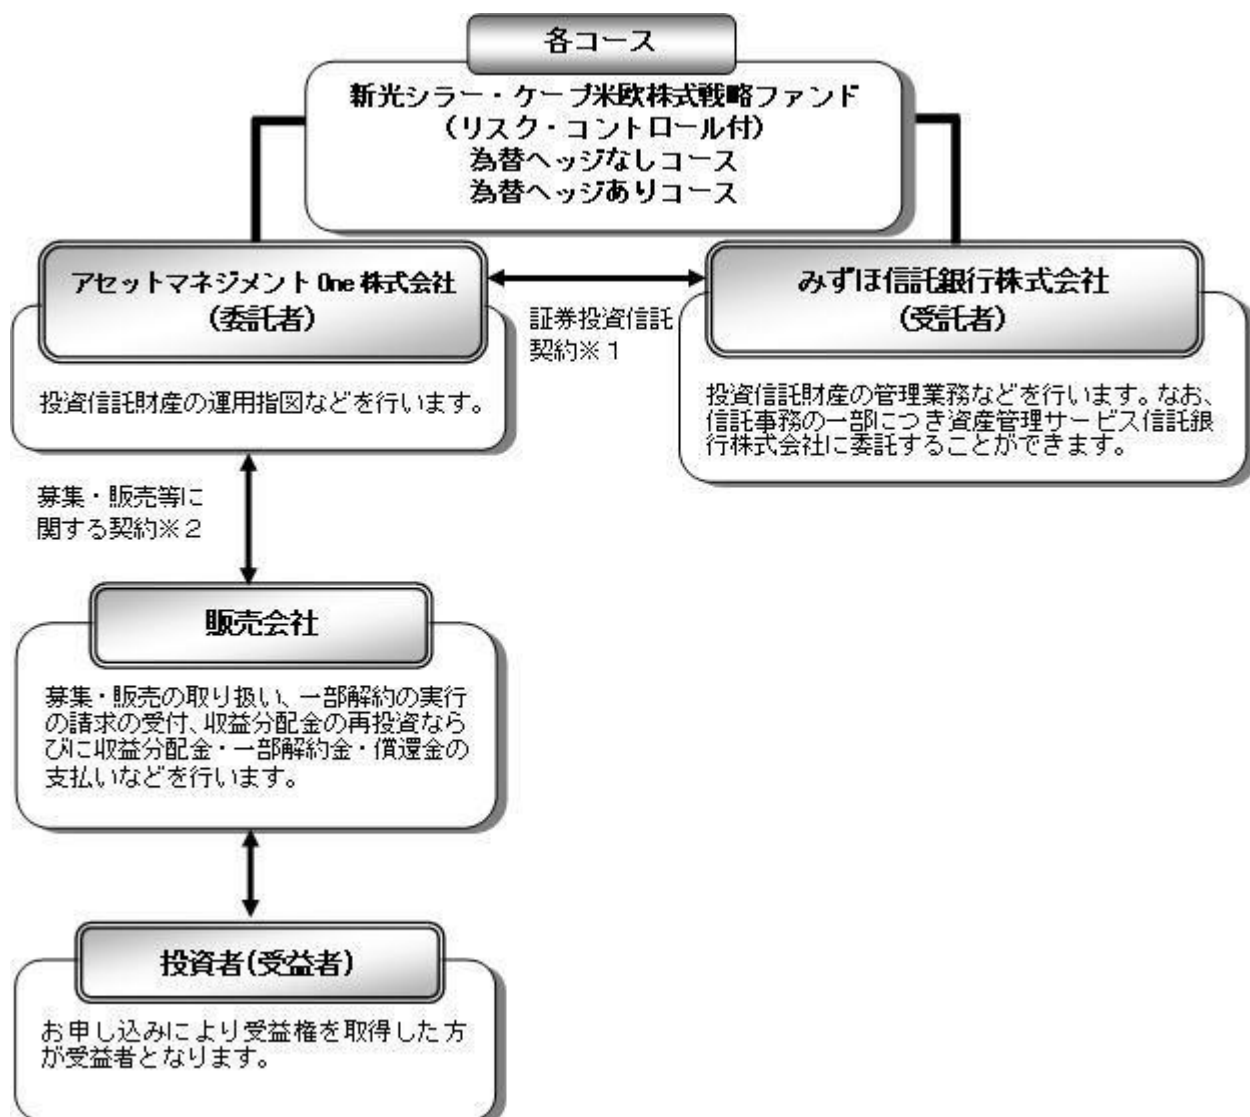 各コース
新光シラー・ケープ米欧株式戦略ファンド
(リスク・コントロール付)
為替ヘッジなしコース
為替ヘッジありコース
アセットマネジメント One 株式会社
(委託者)
投資信託財産の運用指図などを行います。
証券投資信託
契約※1
みずほ信託銀行株式会社
(受託者)
投資信託財産の管理業務などを行います。なお、
信託事務の一部につき資産管理サービス信託銀
行株式会社に委託することができます。
募集・販売等に
関する契約※2
販売会社
募集・販売の取り扱い、一部解約の実行
の請求の受付、収益分配金の再投資なら
びに収益分配金・一部解約金・償還金の
支払いなどを行います。
投資者(受益者)
お申し込みにより受益権を取得した方
が受益者となります。